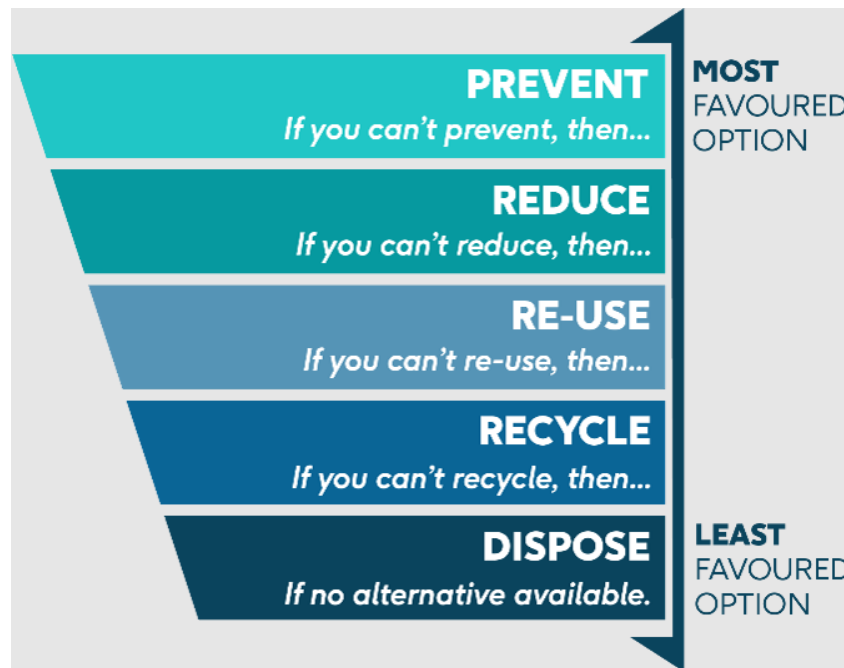 PREVENT
If you can't prevent, then...
MOST
FAVOURED
OPTION
REDUCE
If you can't reduce, then...
RE-USE
If you can't re-use, then...
RECYCLE
If you can't recycle, then...
DISPOSE
If no alternative available.
LEAST
FAVOURED
OPTION